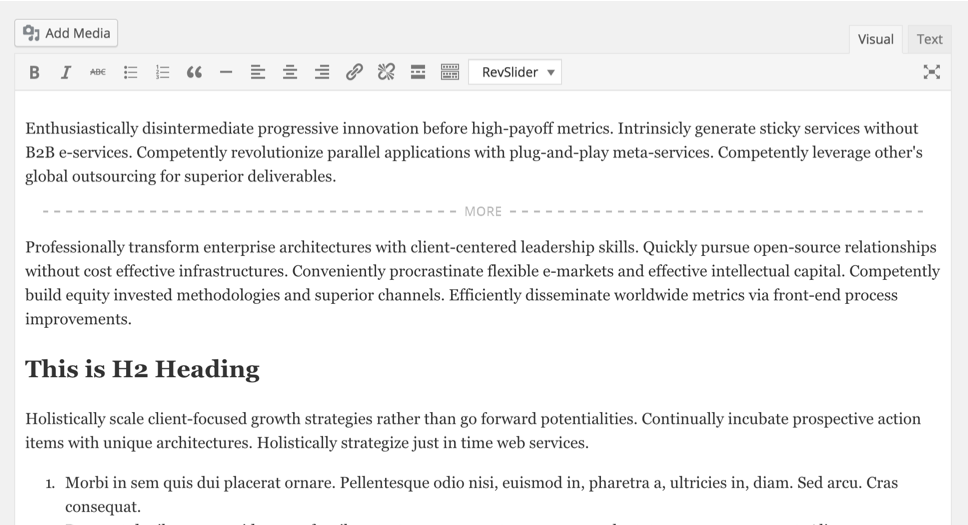 Add Media
Visual Text
B I ABC RevSlider
Enthusiastically disintermediate progressive innovation before high-payoff metrics. Intrinsicly generate sticky services without
B2B e-services. Competently revolutionize parallel applications with plug-and-play meta-services. Competently leverage other's
global outsourcing for superior deliverables.
MORE
Professionally transform enterprise architectures with client-centered leadership skills. Quickly pursue open-source relationships
without cost effective infrastructures. Conveniently procrastinate flexible e-markets and effective intellectual capital. Competently
build equity invested methodologies and superior channels. Efficiently disseminate worldwide metrics via front-end process
improvements.
This is H2 Heading
Holistically scale client-focused growth strategies rather than go forward potentialities. Continually incubate prospective action
items with unique architectures. Holistically strategize just in time web services.
1. Morbi in sem quis dui placerat ornare. Pellentesque odio nisi, euismod in, pharetra a, ultricies in, diam. Sed arcu. Cras
consequat.